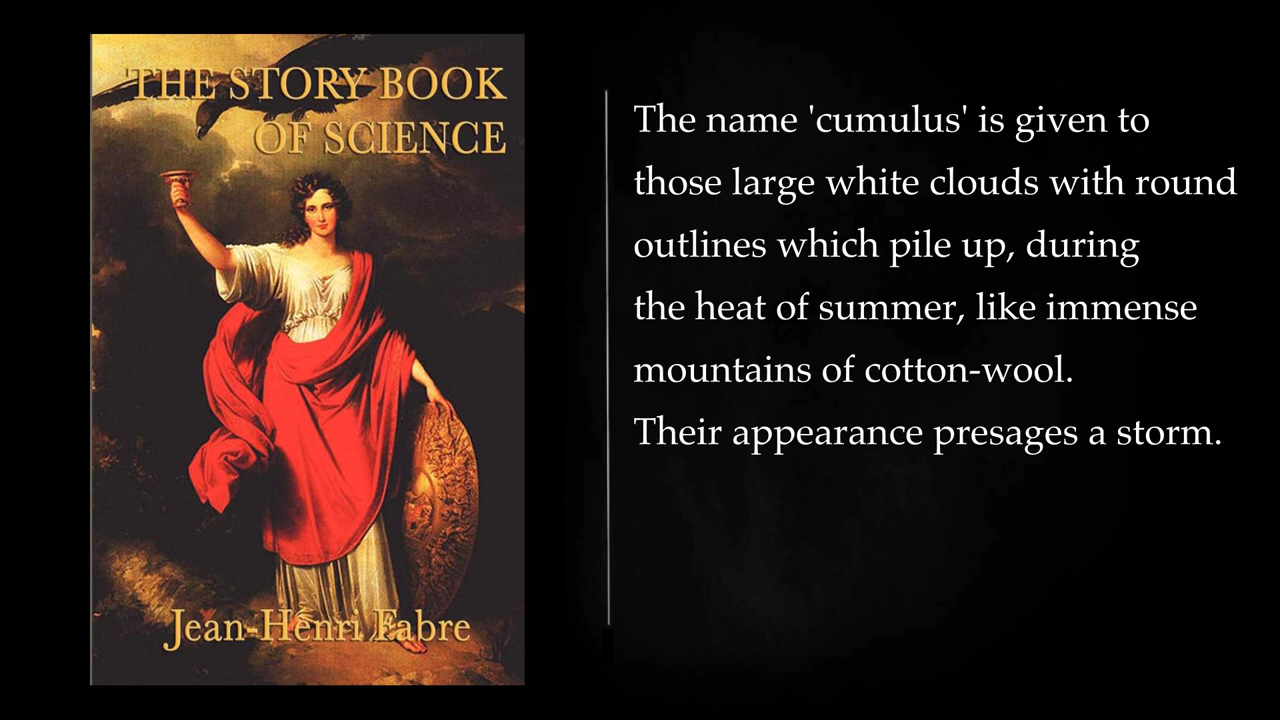 THE STORY BOOK
OF SCIENCE
Jean-Henri Fabre
The name 'cumulus' is given to
those large white clouds with round
outlines which pile up, during
the heat of summer, like immense
mountains of cotton-wool.
Their appearance presages a storm.